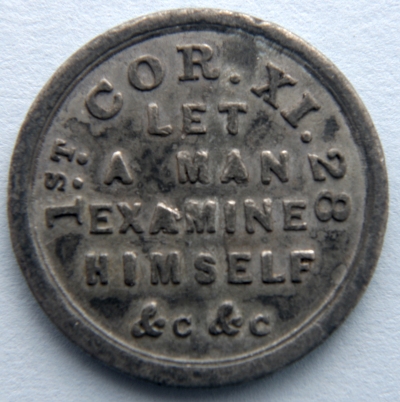 1ST. COR. XI. 28
LET
A MAN
EXAMINE
HIMSELF
&C &C